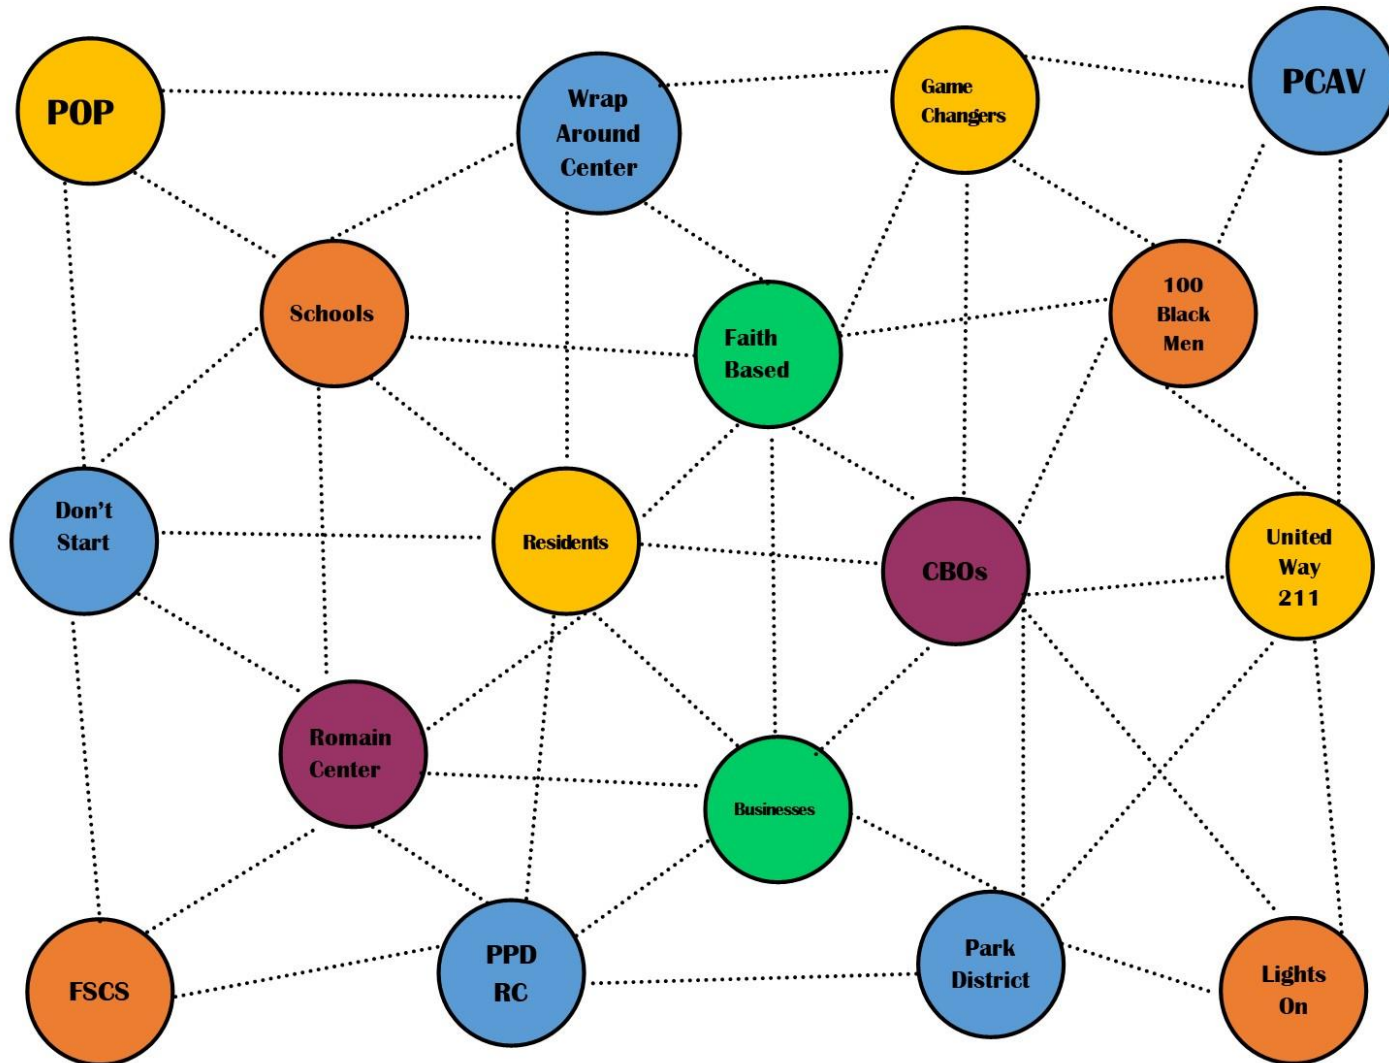 POP
Wrap
Around
Center
Game
Changers
PCAV
Schools
Faith
Based
100
Black
Men
Don't
Start
Residents
CBOs
United
Way
211
Romain
Center
Businesses
FSCS
PPD
RC
Park
District
Lights
On